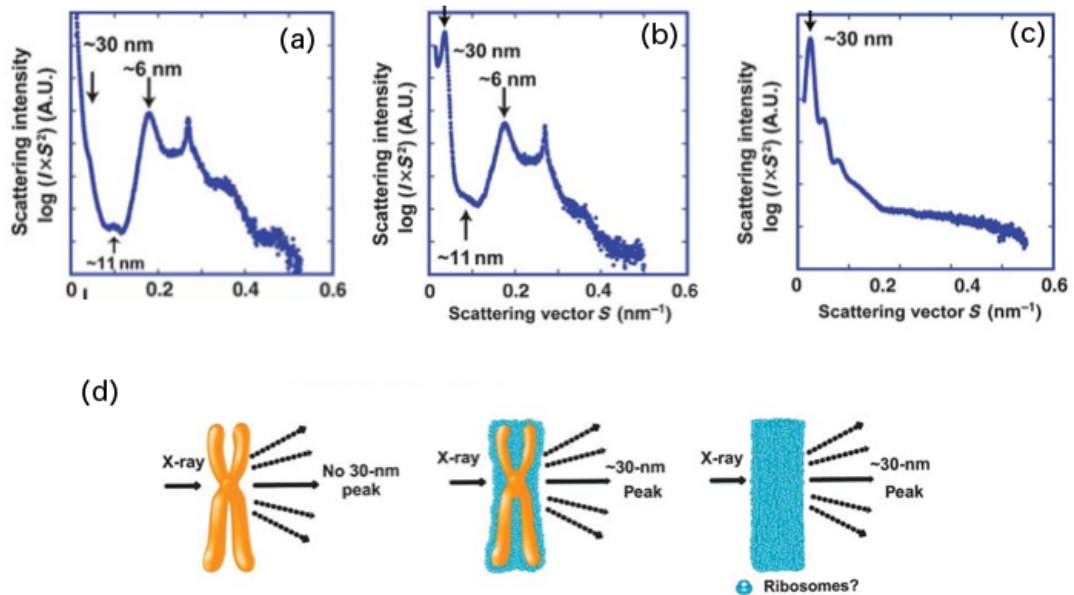 (a)
~30 nm
~6 nm
~11 nm
Scattering intensity
log (I×S²) (A.U.)
0
0.2
0.4
0.6
(b)
~30 nm
~6 nm
~11 nm
Scattering intensity
log (I×S²) (A.U.)
0
0.2
0.4
0.6
Scattering vector S (nm⁻¹)
(c)
~30 nm
Scattering intensity
log (I×S²) (A.U.)
0
0.2
0.4
0.6
Scattering vector S (nm⁻¹)
(d)
X-ray
No 30-nm
peak
X-ray
~30-nm
Peak
X-ray
~30-nm
Peak
Ribosomes?